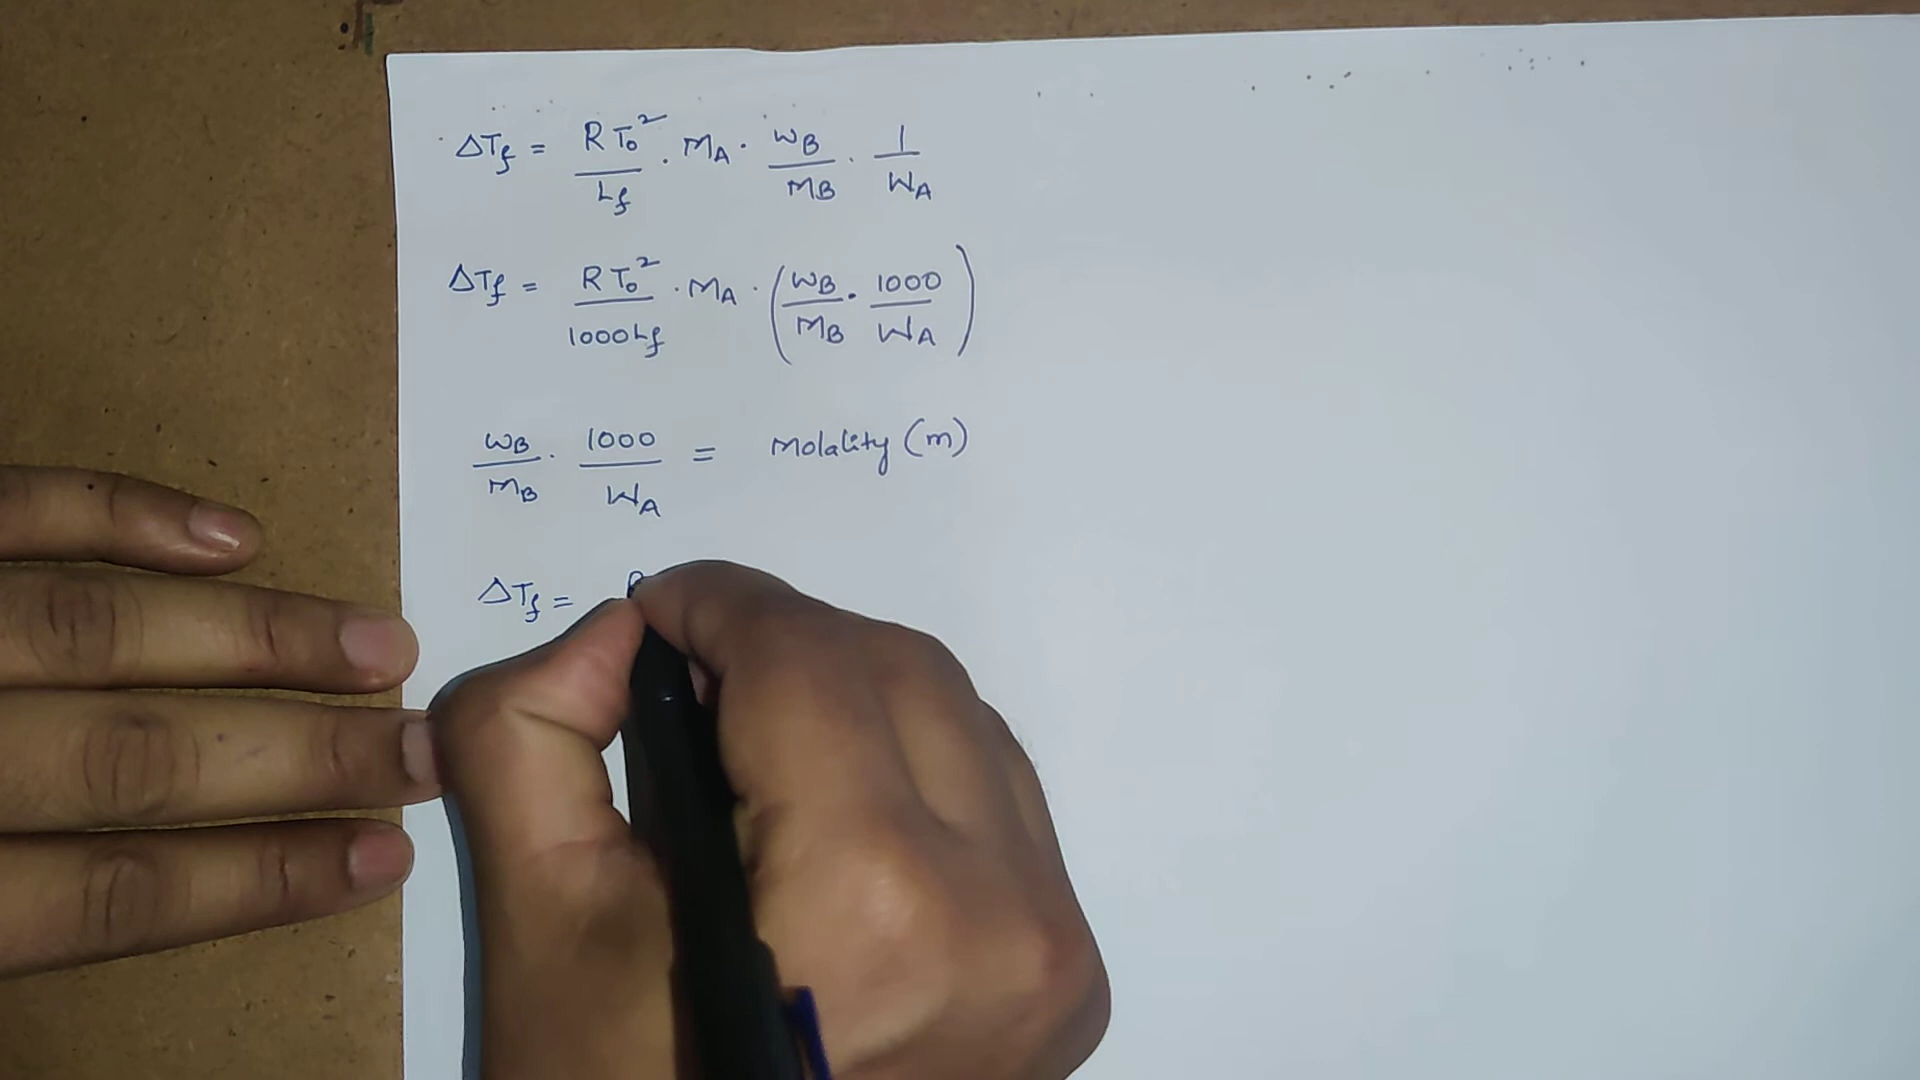 ΔTf = RT₀²/Lf · MA · wB/MB · 1/WA
ΔTf = RT₀²/1000Lf · MA · (wB/MB · 1000/WA)
wB/MB · 1000/WA = Molality (m)
ΔTf =